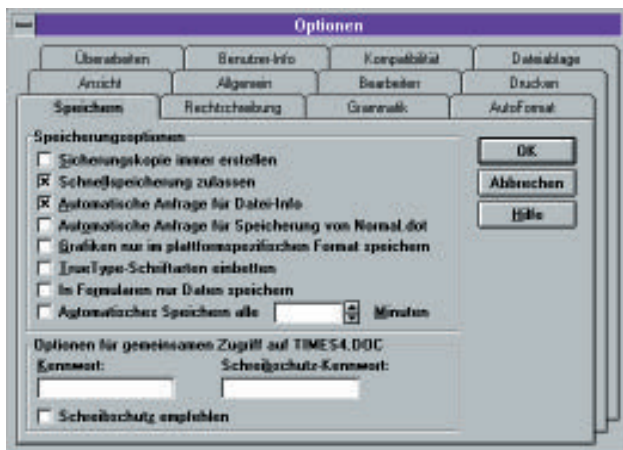 Optionen
Überarbeiten Benutzer-Info Kompatibilität Dateiablage
Ansicht Allgemein Bearbeiten Drucken
Speichern Rechtschreibung Grammatik AutoFormat
Speicherungsoptionen
Sicherungskopie immer erstellen
Schnellspeicherung zulassen
Automatische Anfrage für Datei-Info
Automatische Anfrage für Speicherung von Normal.dot
Grafiken nur im plattformspezifischen Format speichern
TrueType-Schriftarten einbetten
In Formularen nur Daten speichern
Automatisches Speichern alle Minuten
OK
Abbrechen
Hilfe
Optionen für gemeinsamen Zugriff auf TIMES4.DOC
Kennwort: Schreibschutz-Kennwort:
Schreibschutz empfehlen